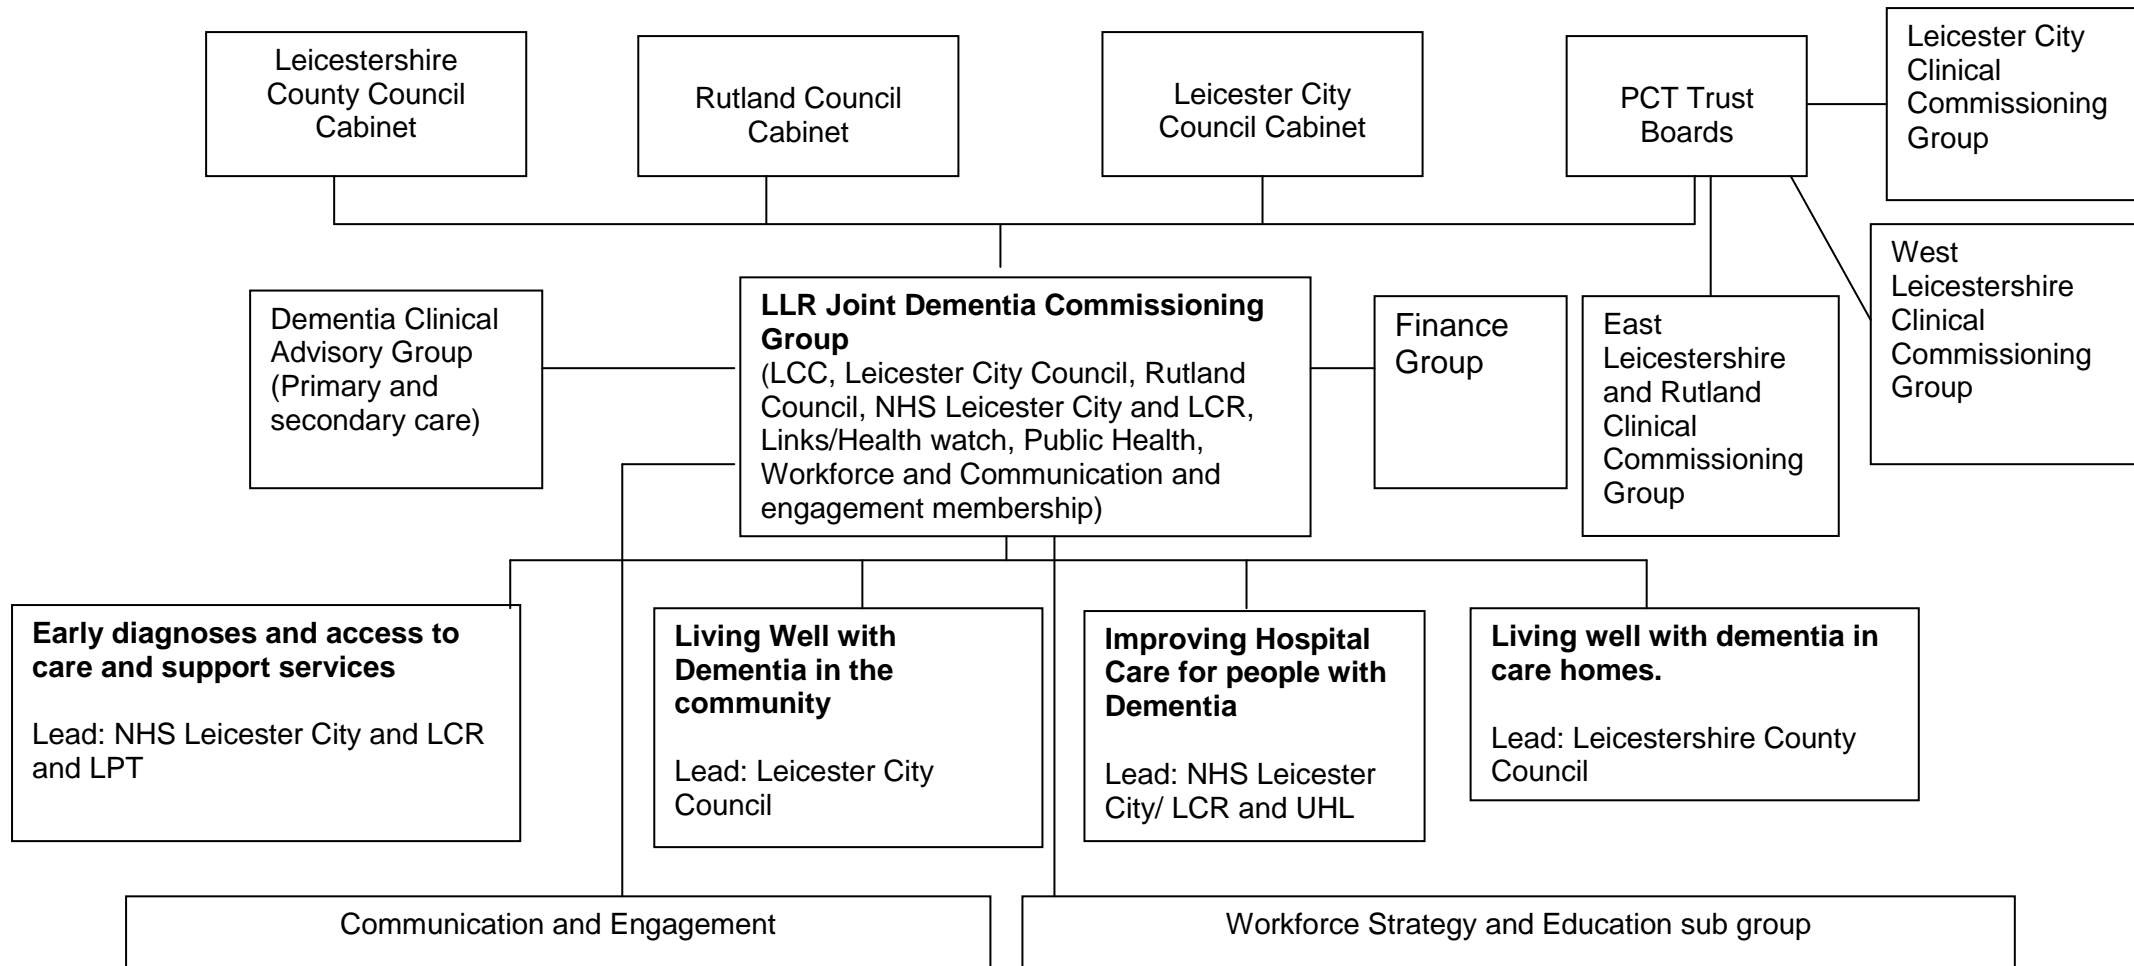 Leicestershire
County Council
Cabinet
Rutland Council
Cabinet
Leicester City
Council Cabinet
PCT Trust
Boards
Leicester City
Clinical
Commissioning
Group
West
Leicestershire
Clinical
Commissioning
Group
Dementia Clinical
Advisory Group
(Primary and
secondary care)
LLR Joint Dementia Commissioning
Group
(LCC, Leicester City Council, Rutland
Council, NHS Leicester City and LCR,
Links/Health watch, Public Health,
Workforce and Communication and
engagement membership)
Finance
Group
East
Leicestershire
and Rutland
Clinical
Commissioning
Group
Early diagnoses and access to
care and support services
Lead: NHS Leicester City and LCR
and LPT
Living Well with
Dementia in the
community
Lead: Leicester City
Council
Improving Hospital
Care for people with
Dementia
Lead: NHS Leicester
City/ LCR and UHL
Living well with dementia in
care homes.
Lead: Leicestershire County
Council
Communication and Engagement
Workforce Strategy and Education sub group